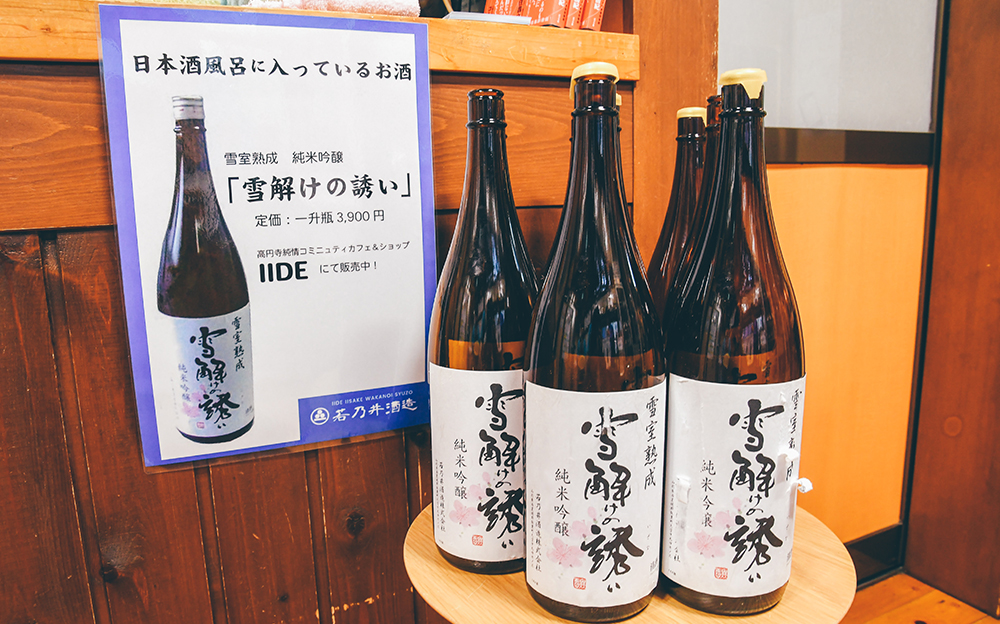 日本酒風呂に入っているお酒
雪室熟成 純米吟醸
「雪解けの誘い」
定価：一升瓶 3,900 円
高円寺純情コミニュティカフェ＆ショップ
IIDE にて販売中！
雪室熟成
雪解けの誘い
純米吟醸
IIDE IISAKE WAKANOI SYUZO
若乃井酒造
雪解けの誘い
純米吟醸
雪室熟成
雪解けの誘い
純米吟醸
若乃井酒造株式会社
雪室熟成
雪解けの誘い
純米吟醸